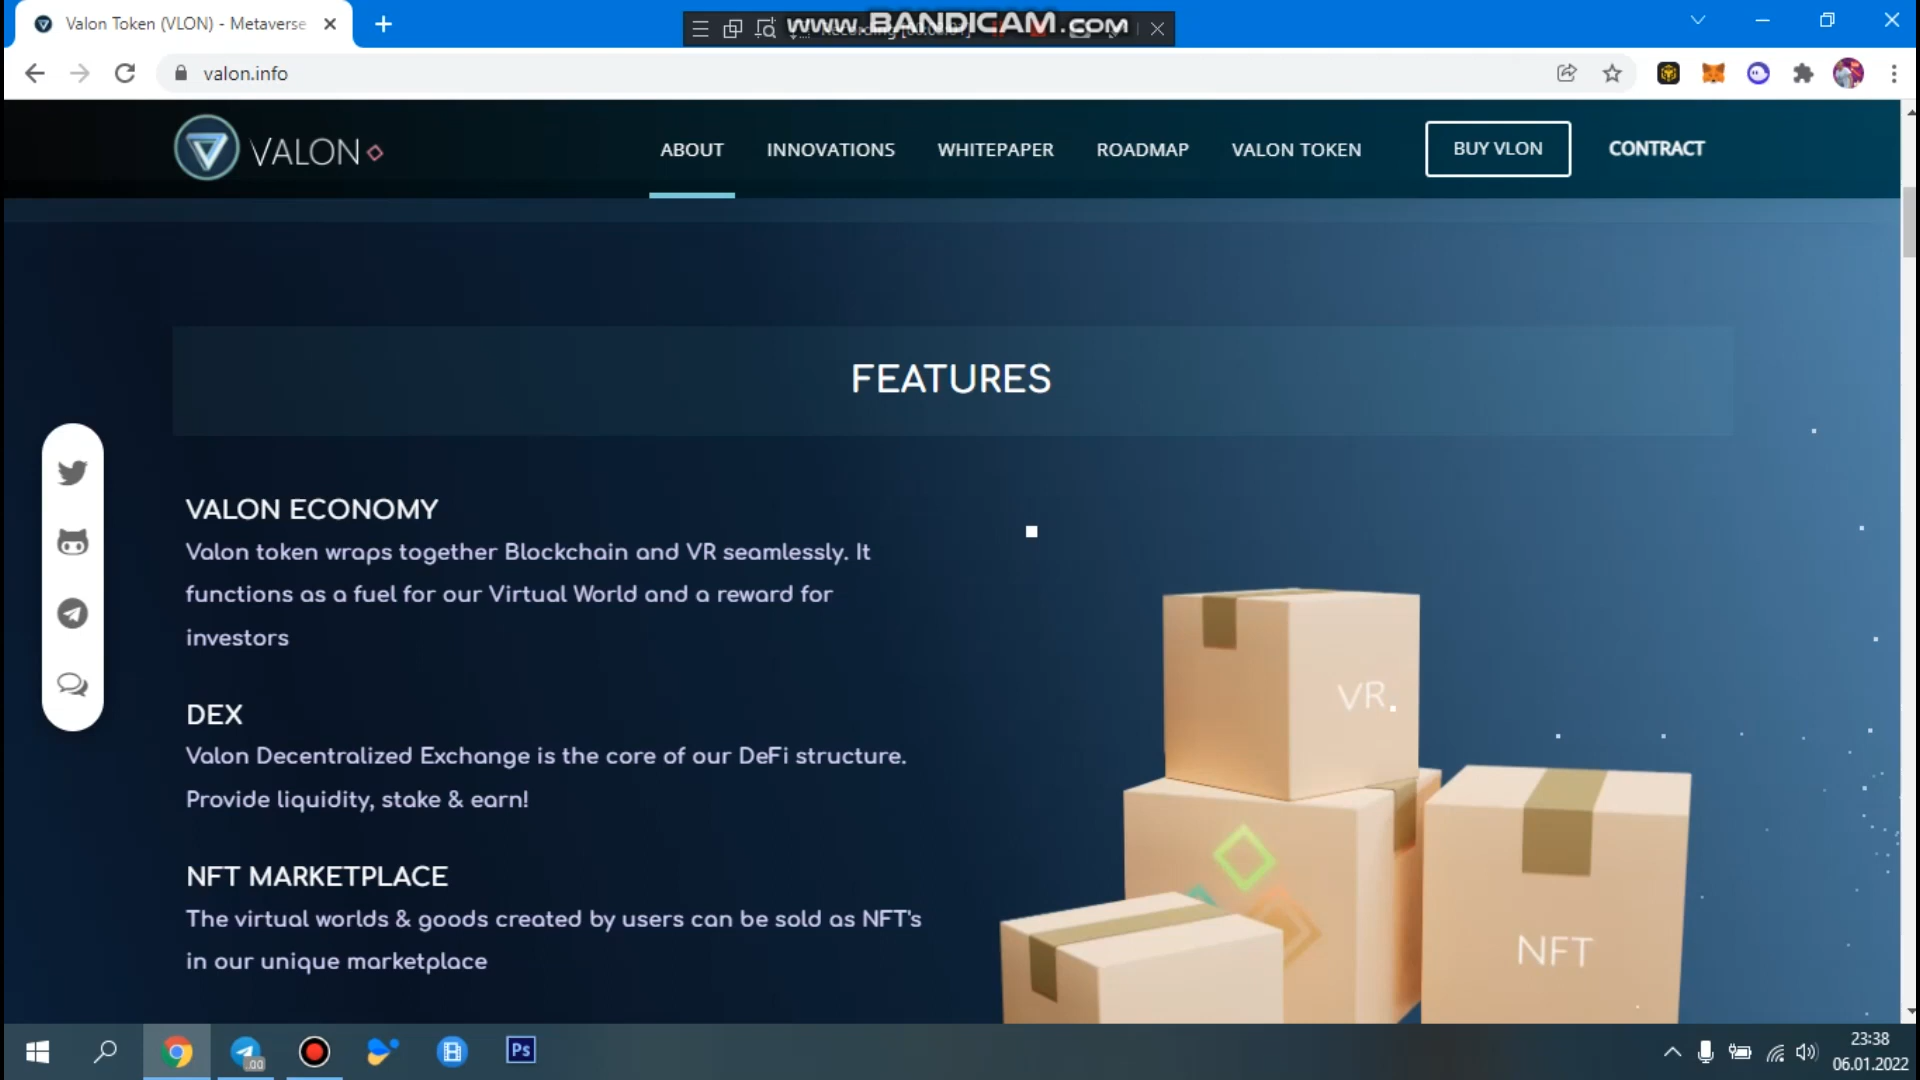 Valon Token (VLON) - Metaverse
www.BANDICAM.com
valon.info
VALON
ABOUT
INNOVATIONS
WHITEPAPER
ROADMAP
VALON TOKEN
BUY VLON
CONTRACT
FEATURES
VALON ECONOMY
Valon token wraps together Blockchain and VR seamlessly. It
functions as a fuel for our Virtual World and a reward for
investors
DEX
Valon Decentralized Exchange is the core of our DeFi structure.
Provide liquidity, stake & earn!
NFT MARKETPLACE
The virtual worlds & goods created by users can be sold as NFT's
in our unique marketplace
VR
NFT
.00
Ps
23:38
06.01.2022